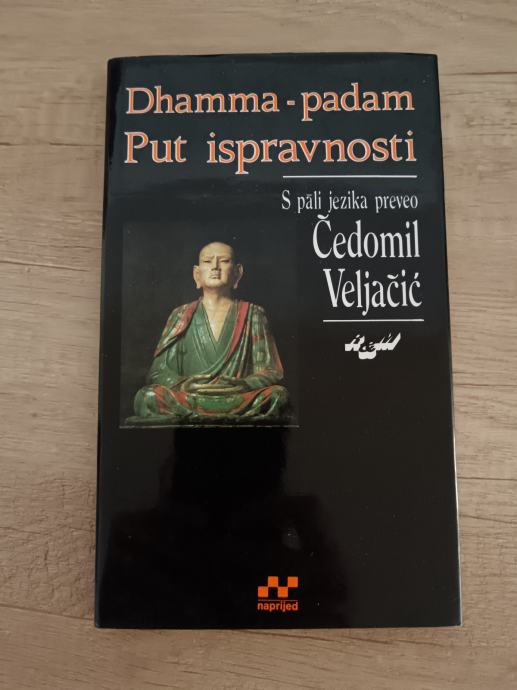 Dhamma - padam
Put ispravnosti
S pāli jezika preveo
Čedomil
Veljačić
naprijed